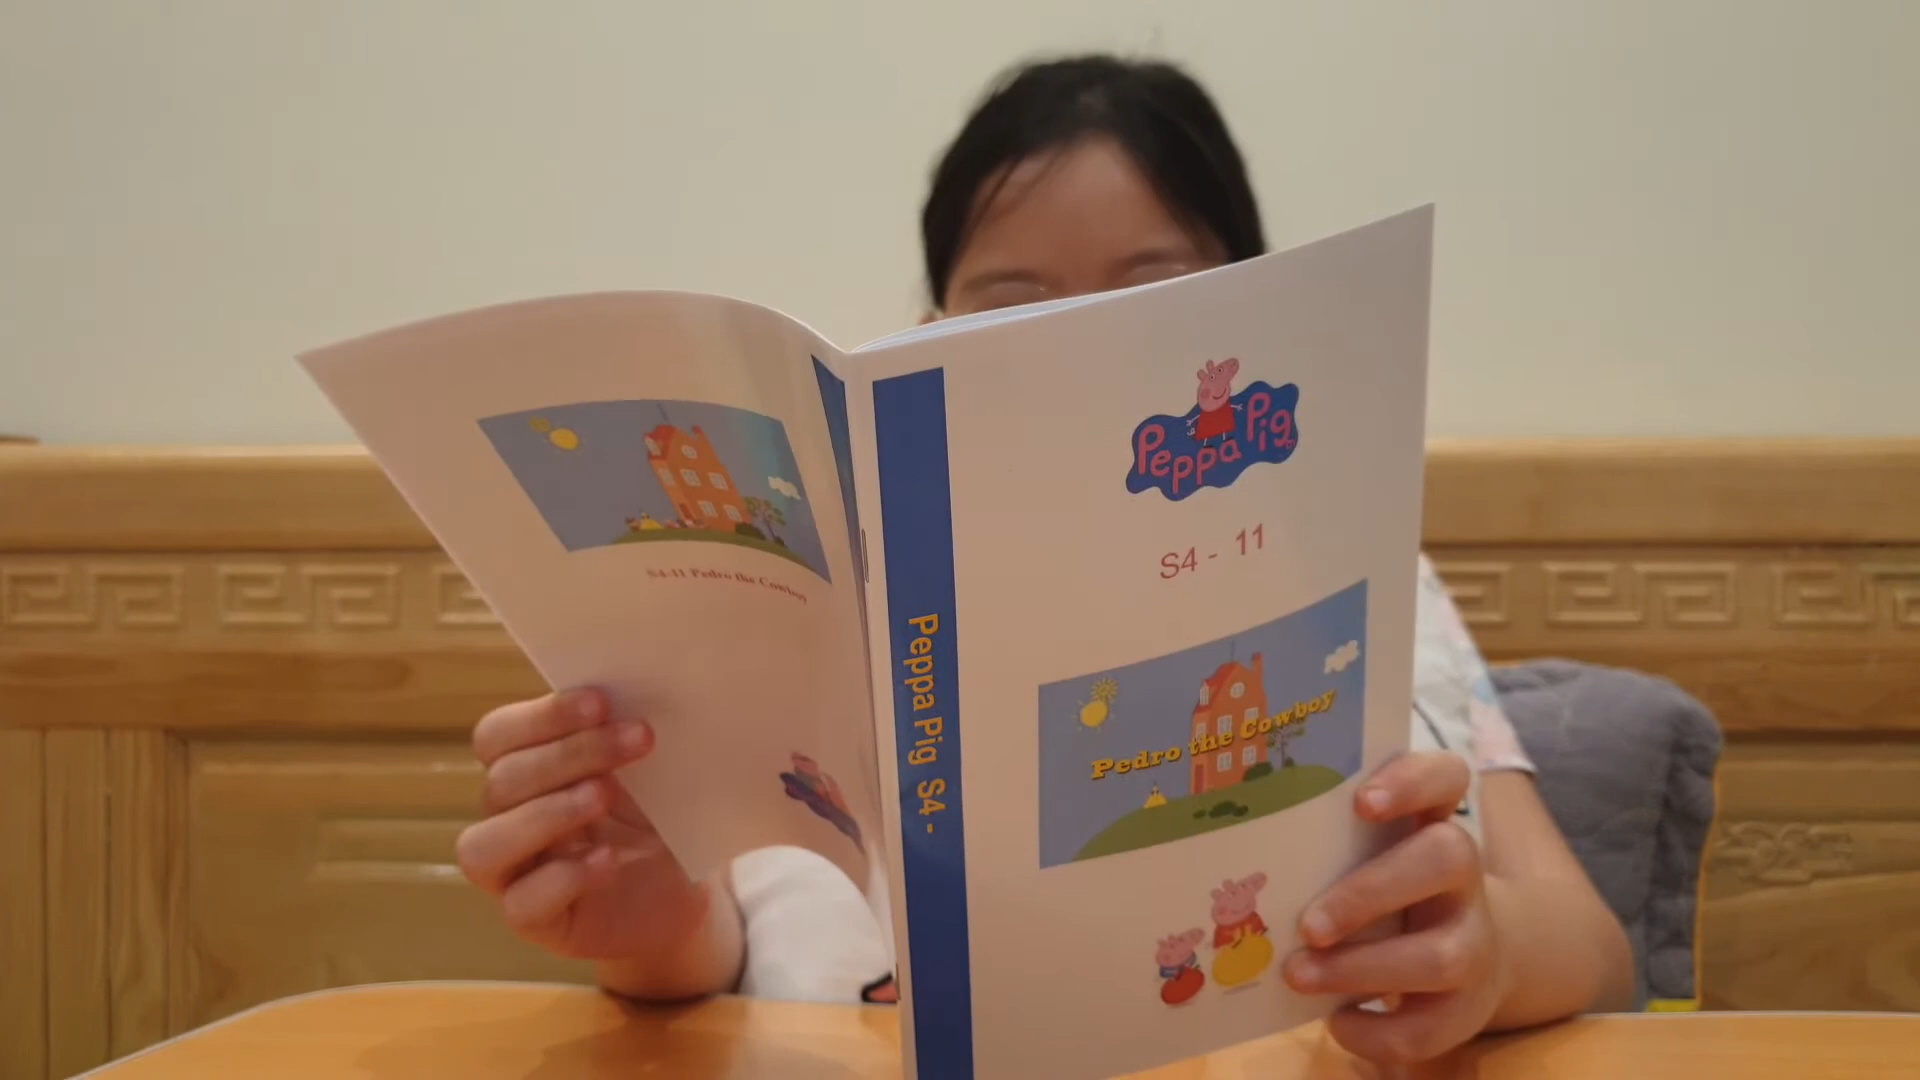 S4-11 Pedro the Cowboy
Peppa Pig S4 -
Peppa Pig
S4 - 11
Pedro the Cowboy